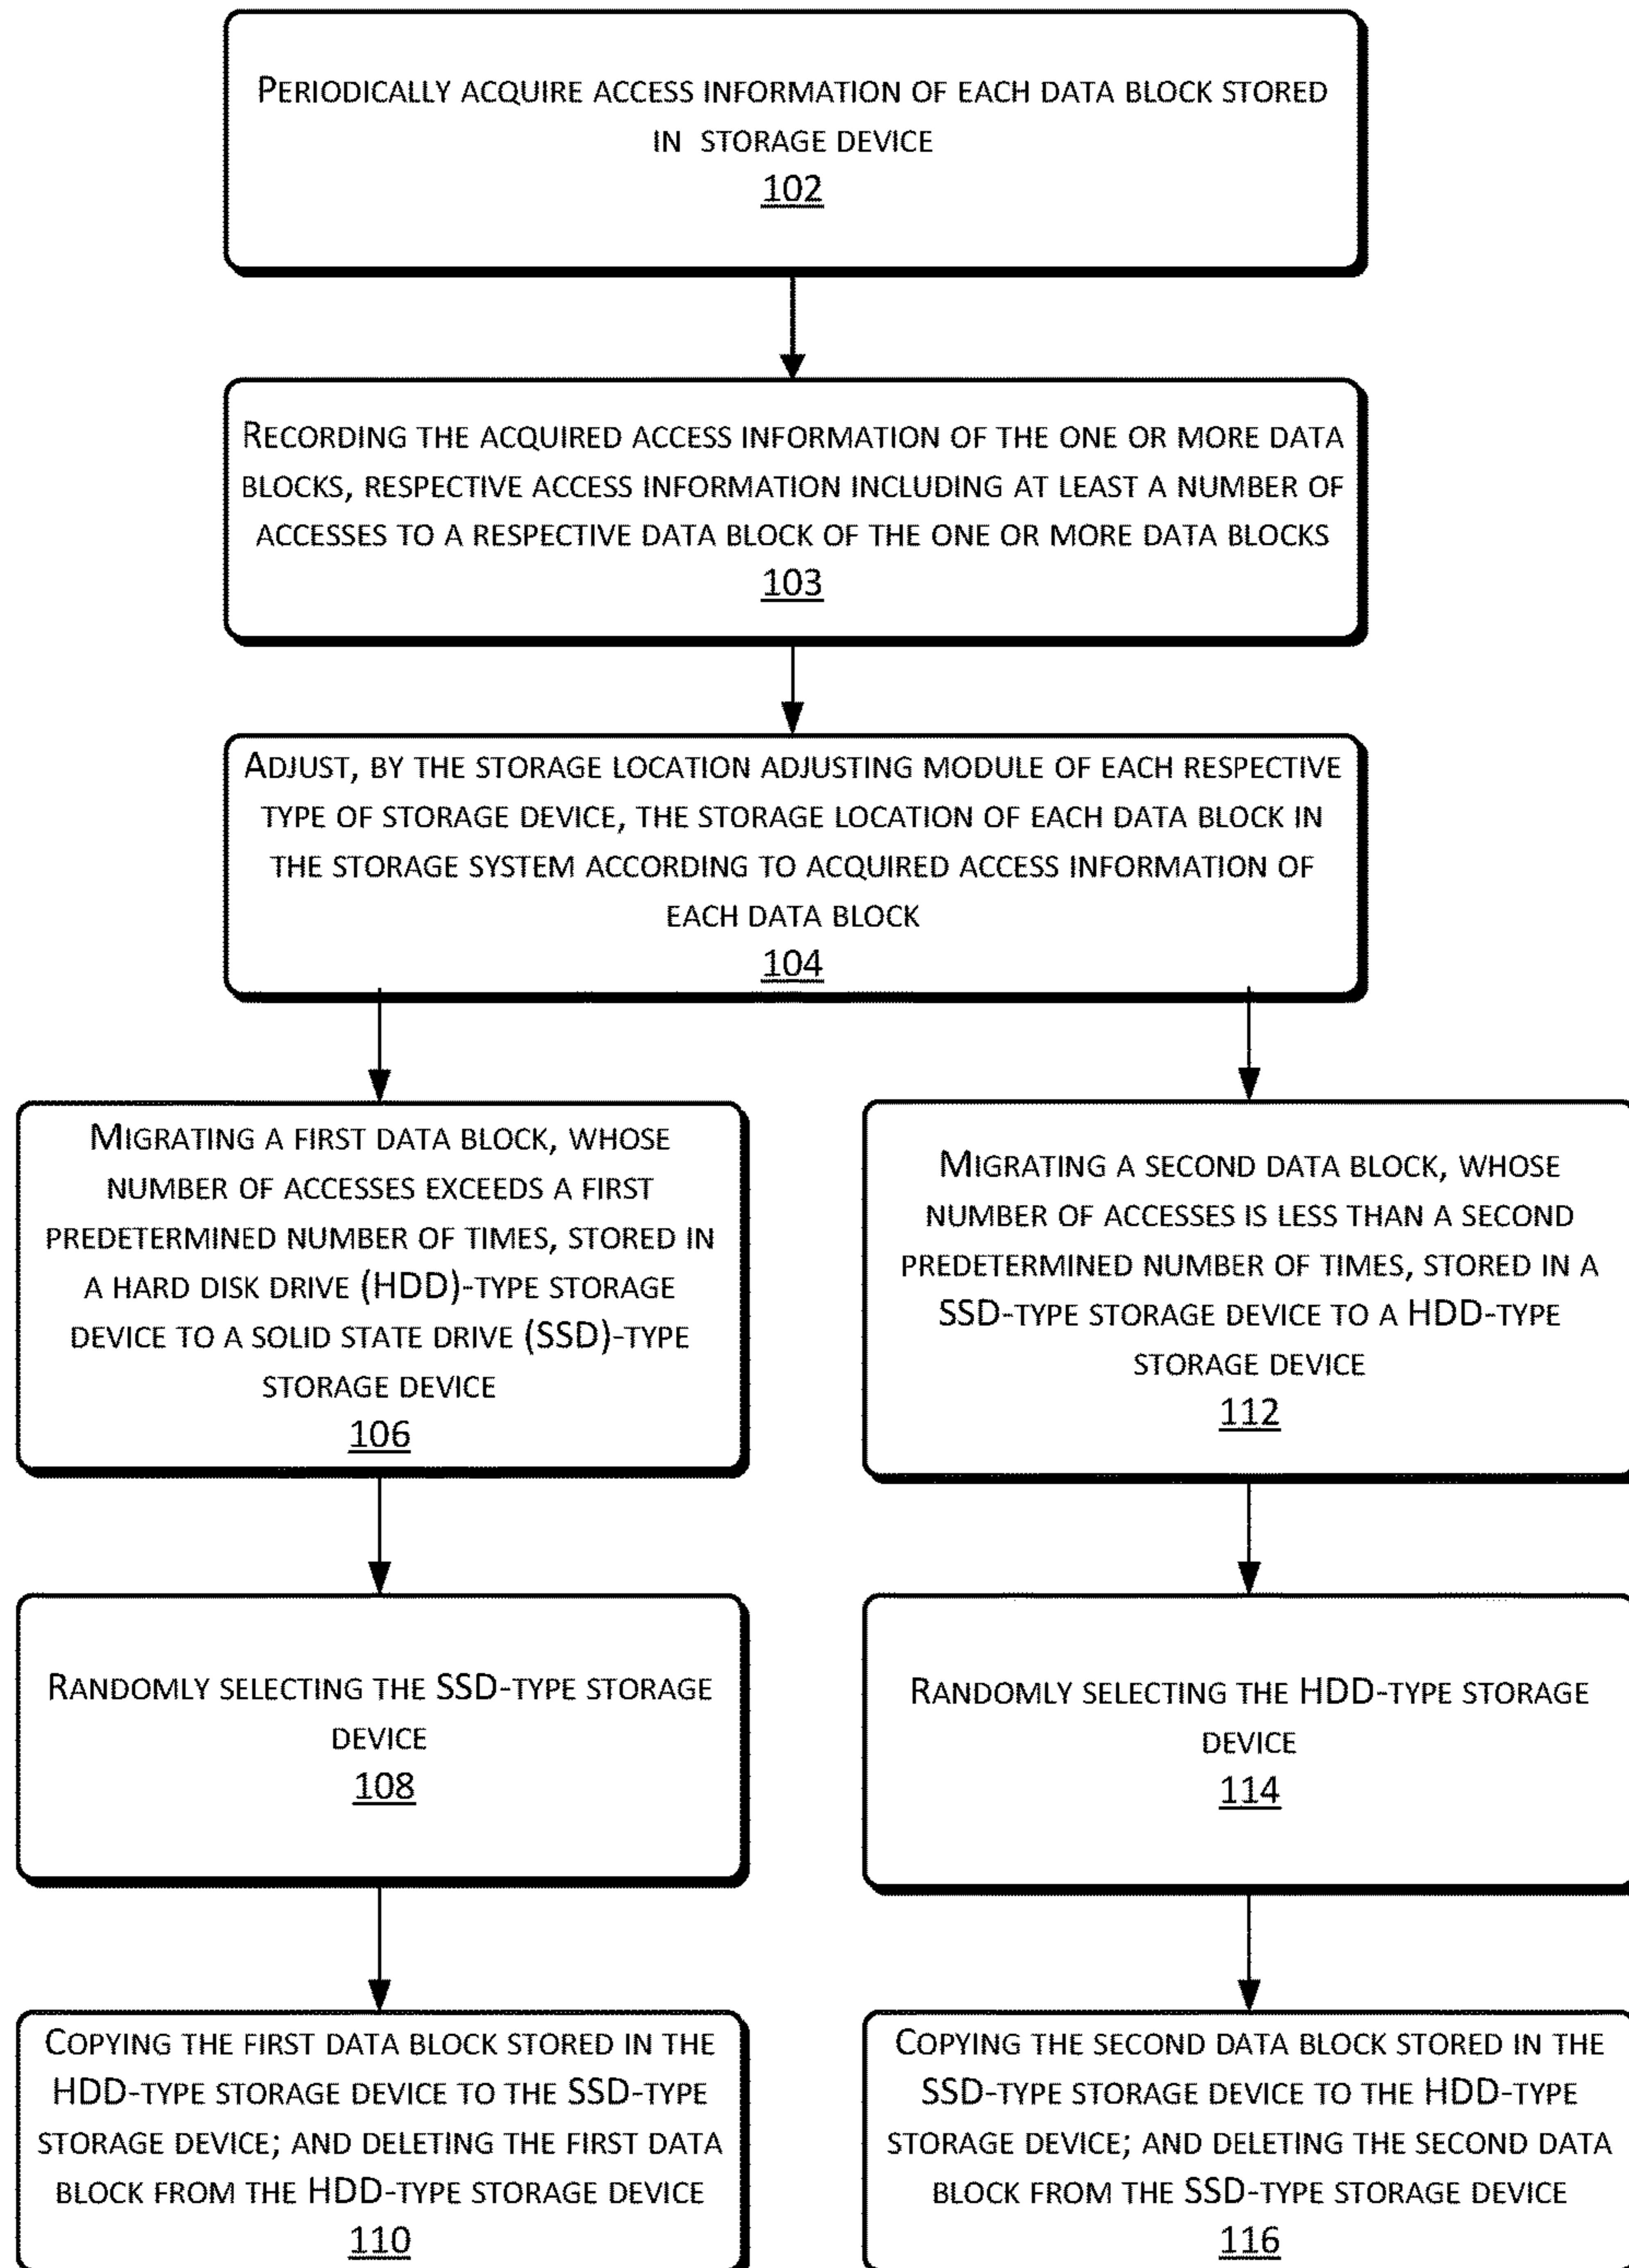 PERIODICALLY ACQUIRE ACCESS INFORMATION OF EACH DATA BLOCK STORED
IN STORAGE DEVICE
102
RECORDING THE ACQUIRED ACCESS INFORMATION OF THE ONE OR MORE DATA
BLOCKS, RESPECTIVE ACCESS INFORMATION INCLUDING AT LEAST A NUMBER OF
ACCESSES TO A RESPECTIVE DATA BLOCK OF THE ONE OR MORE DATA BLOCKS
103
ADJUST, BY THE STORAGE LOCATION ADJUSTING MODULE OF EACH RESPECTIVE
TYPE OF STORAGE DEVICE, THE STORAGE LOCATION OF EACH DATA BLOCK IN
THE STORAGE SYSTEM ACCORDING TO ACQUIRED ACCESS INFORMATION OF
EACH DATA BLOCK
104
MIGRATING A FIRST DATA BLOCK, WHOSE
NUMBER OF ACCESSES EXCEEDS A FIRST
PREDETERMINED NUMBER OF TIMES, STORED IN
A HARD DISK DRIVE (HDD)-TYPE STORAGE
DEVICE TO A SOLID STATE DRIVE (SSD)-TYPE
STORAGE DEVICE
106
MIGRATING A SECOND DATA BLOCK, WHOSE
NUMBER OF ACCESSES IS LESS THAN A SECOND
PREDETERMINED NUMBER OF TIMES, STORED IN A
SSD-TYPE STORAGE DEVICE TO A HDD-TYPE
STORAGE DEVICE
112
RANDOMLY SELECTING THE SSD-TYPE STORAGE
DEVICE
108
RANDOMLY SELECTING THE HDD-TYPE STORAGE
DEVICE
114
COPYING THE FIRST DATA BLOCK STORED IN THE
HDD-TYPE STORAGE DEVICE TO THE SSD-TYPE
STORAGE DEVICE; AND DELETING THE FIRST DATA
BLOCK FROM THE HDD-TYPE STORAGE DEVICE
110
COPYING THE SECOND DATA BLOCK STORED IN THE
SSD-TYPE STORAGE DEVICE TO THE HDD-TYPE
STORAGE DEVICE; AND DELETING THE SECOND DATA
BLOCK FROM THE SSD-TYPE STORAGE DEVICE
116